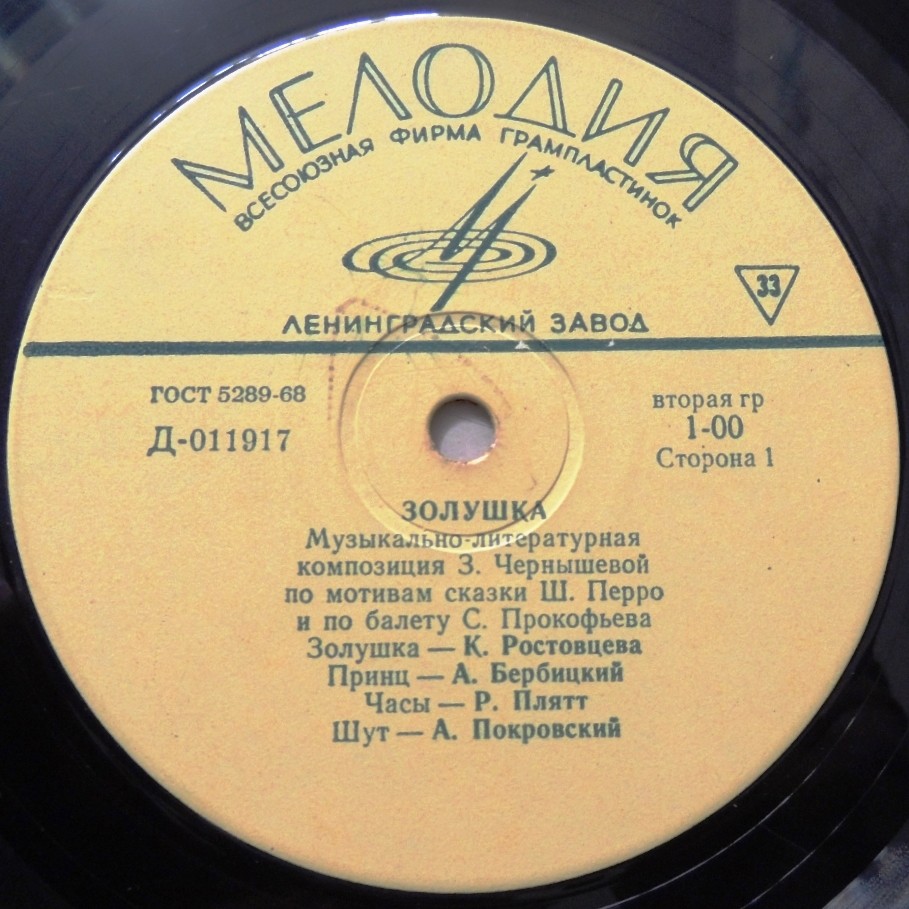 МЕЛОДИЯ
ВСЕСОЮЗНАЯ ФИРМА ГРАМПЛАСТИНОК
33
ЛЕНИНГРАДСКИЙ ЗАВОД
ГОСТ 5289-68
Д-011917
вторая гр
1-00
Сторона 1
ЗОЛУШКА
Музыкально-литературная
композиция З. Чернышевой
по мотивам сказки Ш. Перро
и по балету С. Прокофьева
Золушка — К. Ростовцева
Принц — А. Бербицкий
Часы — Р. Плятт
Шут — А. Покровский